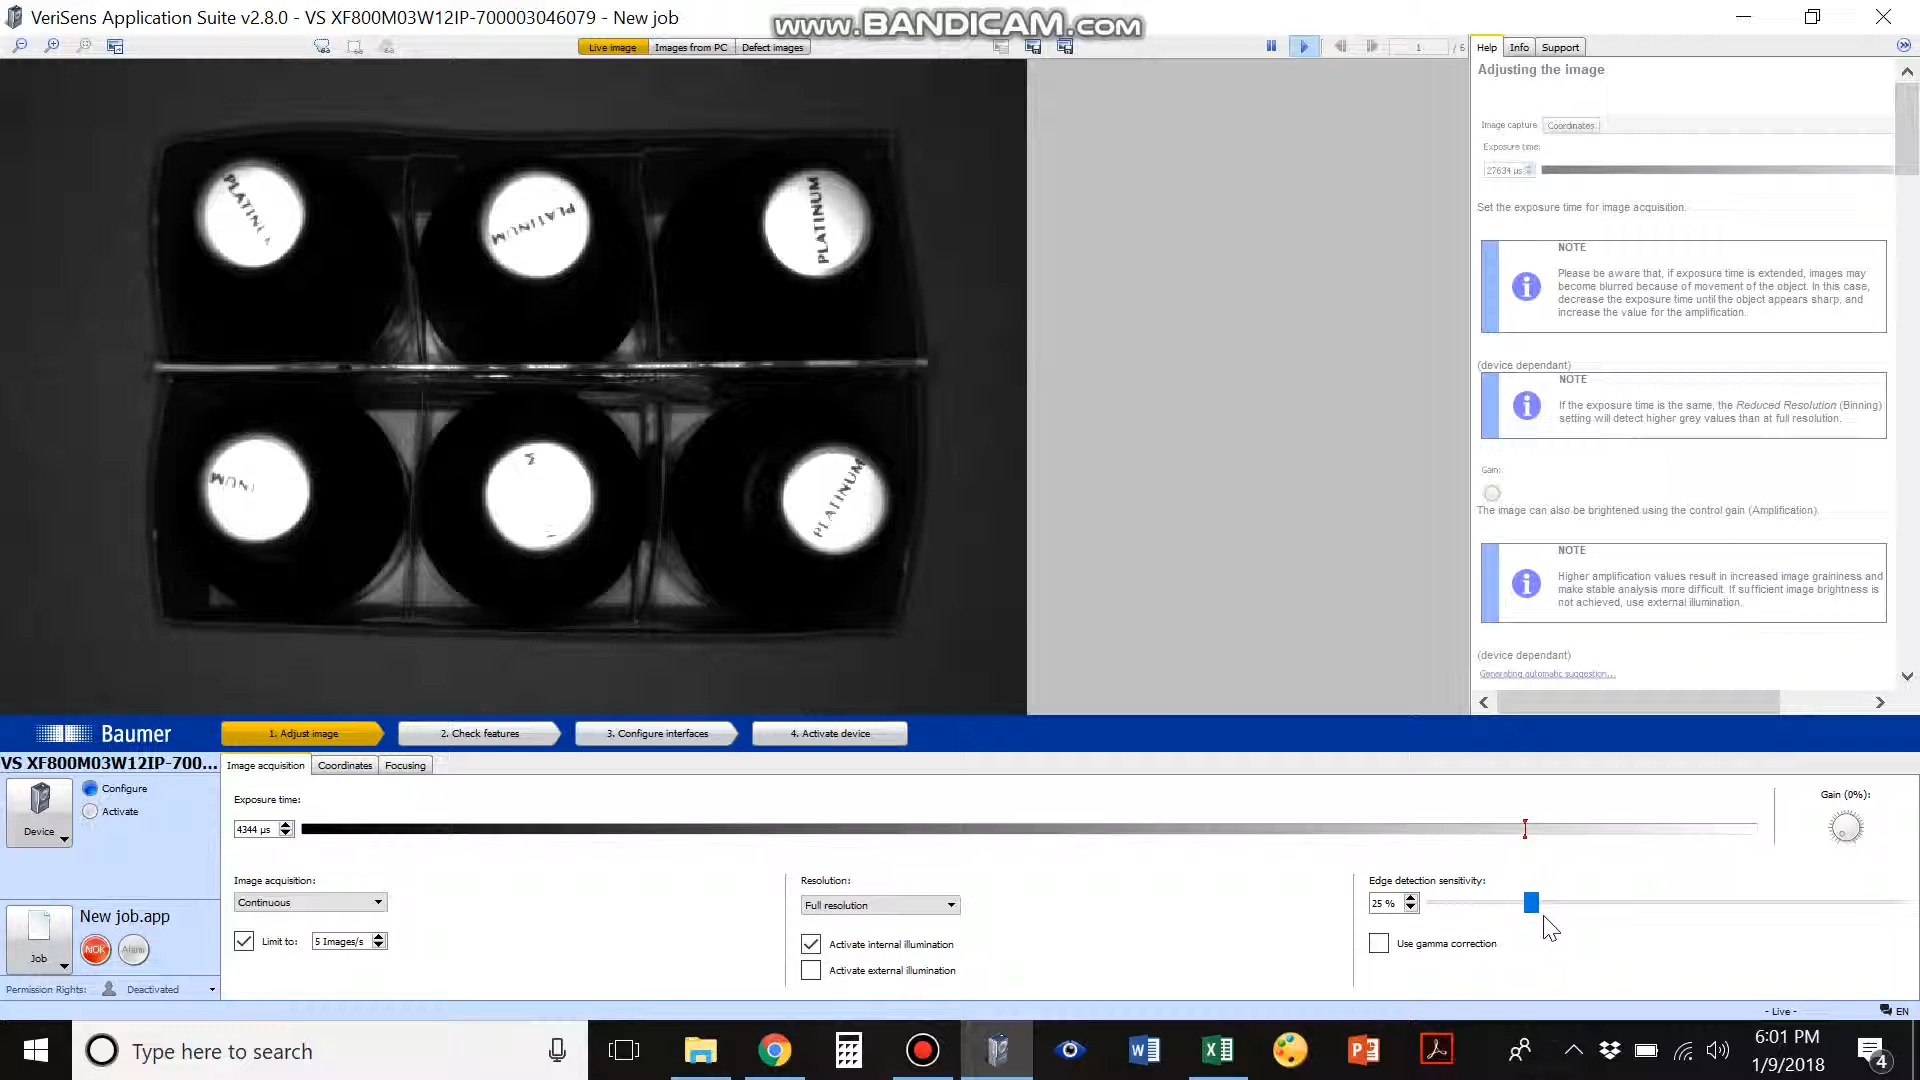 VeriSens Application Suite v2.8.0 - VS XF800M03W12IP-700003046079 - New job
www.BANDICAM.com
Live image
Images from PC
Defect images
1
/ 6
Help
Info
Support
Adjusting the image
Image capture
Coordinates
Exposure time:
27634 µs
Set the exposure time for image acquisition.
NOTE
Please be aware that, if exposure time is extended, images may
become blurred because of movement of the object. In this case,
decrease the exposure time until the object appears sharp, and
increase the value for the amplification.
(device dependant)
NOTE
If the exposure time is the same, the Reduced Resolution (Binning)
setting will detect higher grey values than at full resolution.
Gain:
The image can also be brightened using the control gain (Amplification).
NOTE
Higher amplification values result in increased image graininess and
make stable analysis more difficult. If sufficient image brightness is
not achieved, use external illumination.
(device dependant)
Generating automatic suggestion...
PLATINUM
PLATINUM
PLATINUM
INUM
M
PLATINUM
Baumer
1. Adjust image
2. Check features
3. Configure interfaces
4. Activate device
VS XF800M03W12IP-700...
Image acquisition
Coordinates
Focusing
Device
Configure
Activate
Exposure time:
4344 µs
Gain (0%):
Image acquisition:
Continuous
Limit to:
5 Images/s
Resolution:
Full resolution
Activate internal illumination
Activate external illumination
Edge detection sensitivity:
25 %
Use gamma correction
New job.app
Job
NOK
Alarm
Permission Rights:
Deactivated
- Live -
EN
Type here to search
6:01 PM
1/9/2018
4